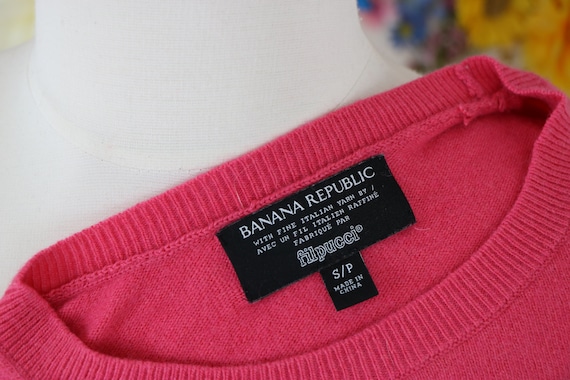 BANANA REPUBLIC
WITH FINE ITALIAN YARN BY /
AVEC UN FIL ITALIEN RAFFINÉ
FABRIQUÉ PAR
filpucci®
S/P
MADE IN
CHINA